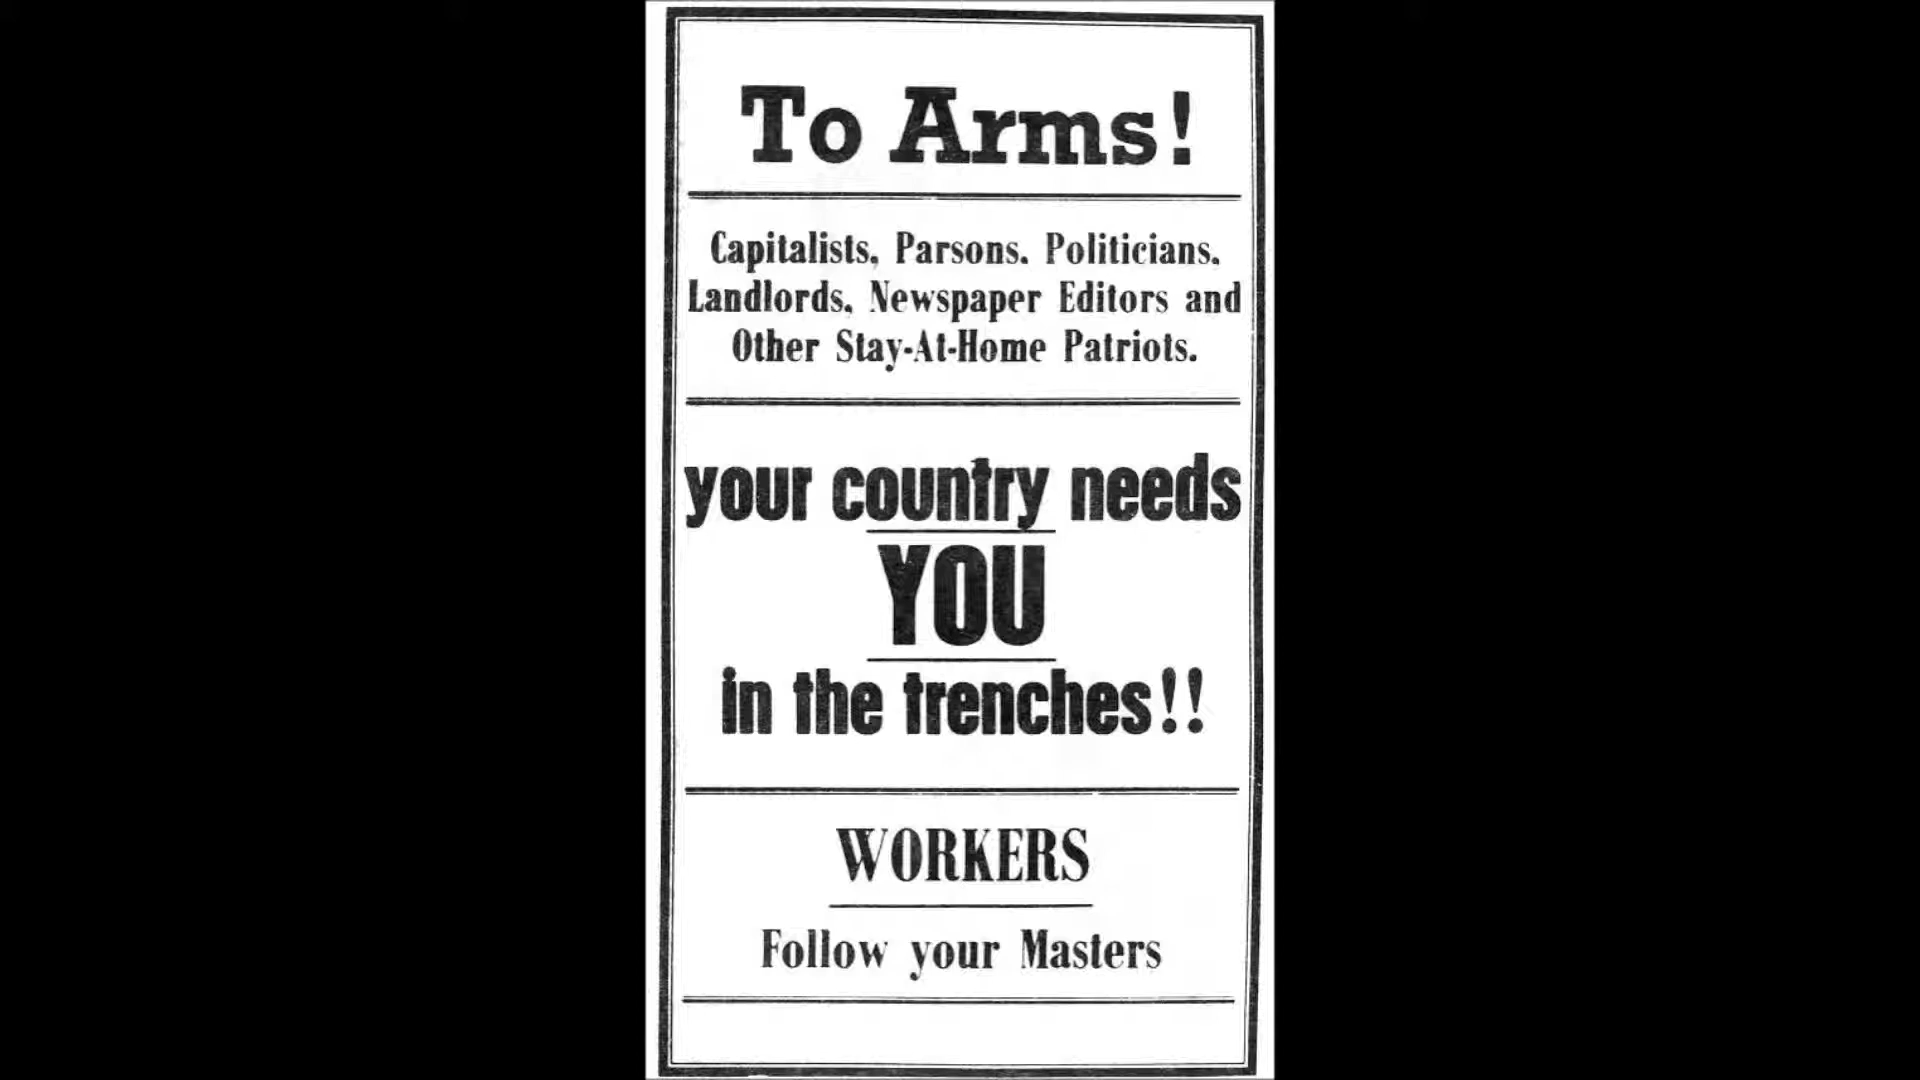 To Arms!
Capitalists, Parsons, Politicians,
Landlords, Newspaper Editors and
Other Stay-At-Home Patriots.
your country needs
YOU
in the trenches!!
WORKERS
Follow your Masters